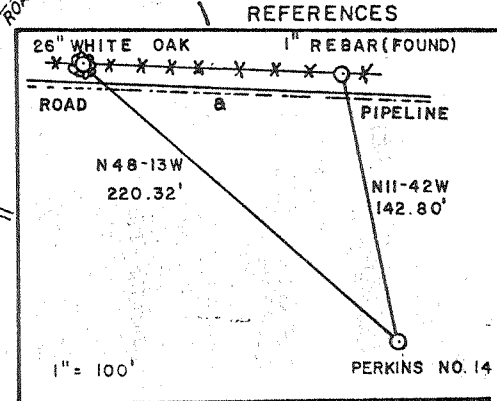 ROAD
REFERENCES
26" WHITE OAK 1" REBAR (FOUND)
ROAD & PIPELINE
N48-13W
220.32'
N11-42W
142.80'
1" = 100'
PERKINS NO. 14